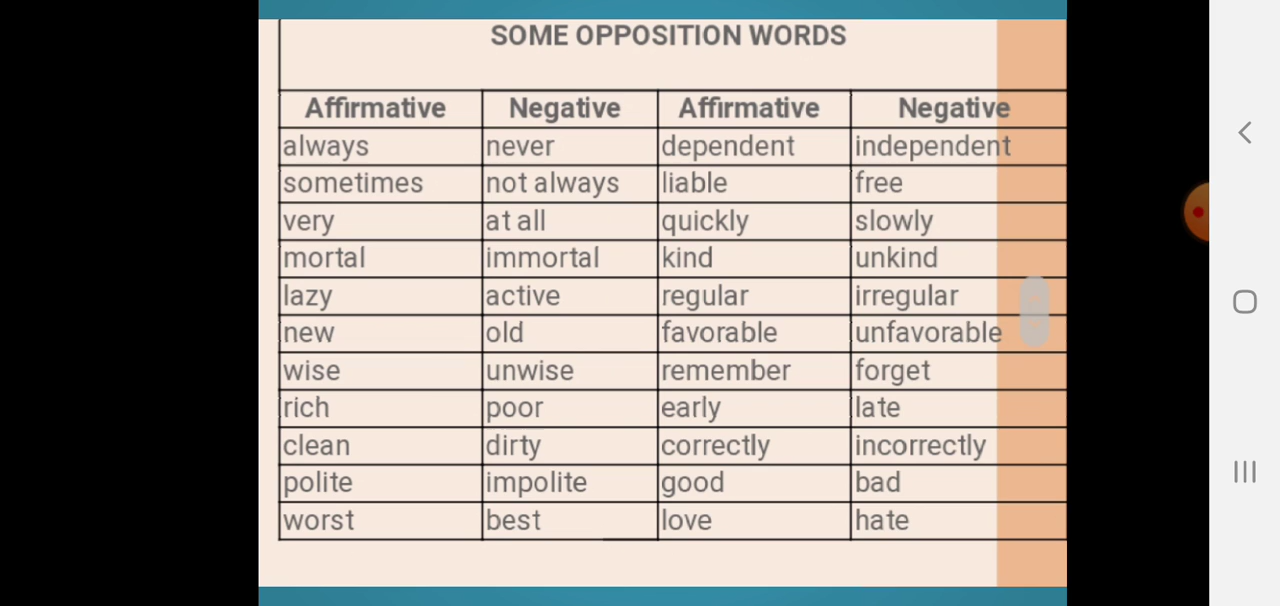 SOME OPPOSITION WORDS
Affirmative Negative Affirmative Negative
always never dependent independent
sometimes not always liable free
very at all quickly slowly
mortal immortal kind unkind
lazy active regular irregular
new old favorable unfavorable
wise unwise remember forget
rich poor early late
clean dirty correctly incorrectly
polite impolite good bad
worst best love hate